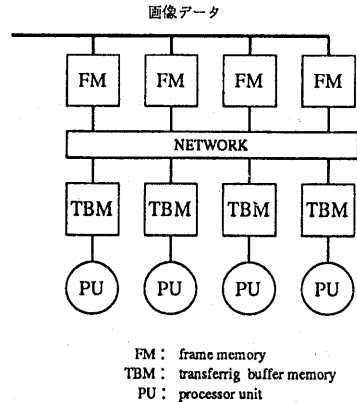 画像データ
FM FM FM FM
NETWORK
TBM TBM TBM TBM
PU PU PU PU
FM : frame memory
TBM : transferrig buffer memory
PU : processor unit